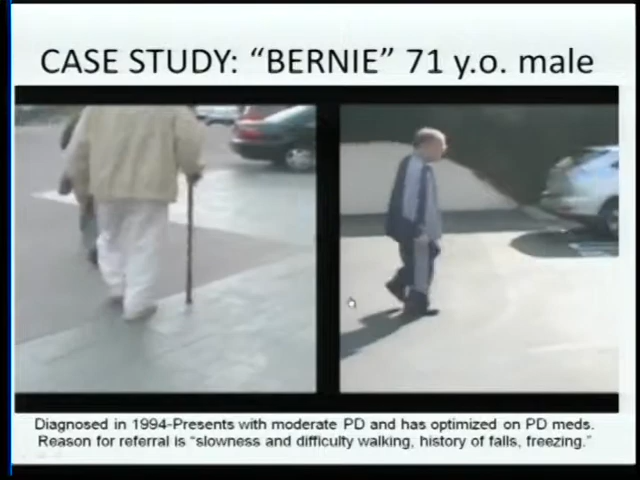 CASE STUDY: “BERNIE” 71 y.o. male
Diagnosed in 1994-Presents with moderate PD and has optimized on PD meds.
Reason for referral is “slowness and difficulty walking, history of falls, freezing.”